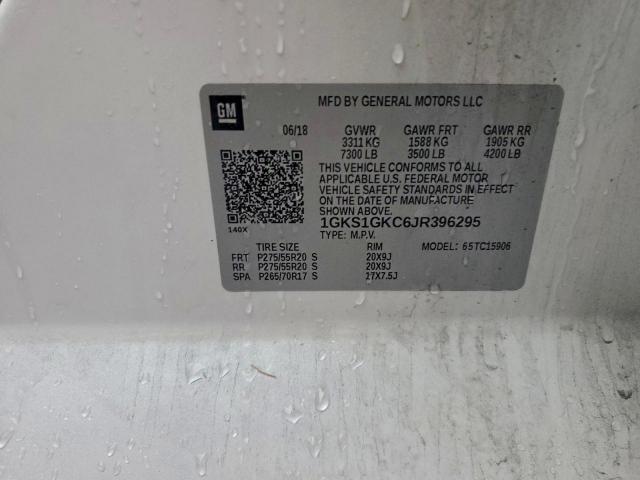 GM
MFD BY GENERAL MOTORS LLC
06/18 GVWR GAWR FRT GAWR RR
3311 KG 1588 KG 1905 KG
7300 LB 3500 LB 4200 LB
THIS VEHICLE CONFORMS TO ALL
APPLICABLE U.S. FEDERAL MOTOR
VEHICLE SAFETY STANDARDS IN EFFECT
ON THE DATE OF MANUFACTURE
SHOWN ABOVE.
140X 1GKS1GKC6JR396295
TYPE: M.P.V. MODEL: 65TC15906
TIRE SIZE RIM
FRT P275/55R20 S 20X9J
RR P275/55R20 S 20X9J
SPA P265/70R17 S 17X7.5J